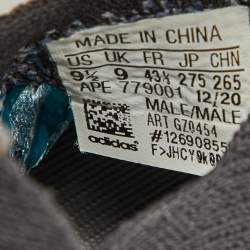 MADE IN CHINA
US UK FR JP CHN
9½ 9 43⅓ 275 265
APE 779001 12/20
MALE/MALE
ART GZ0454
#12690855
adidas